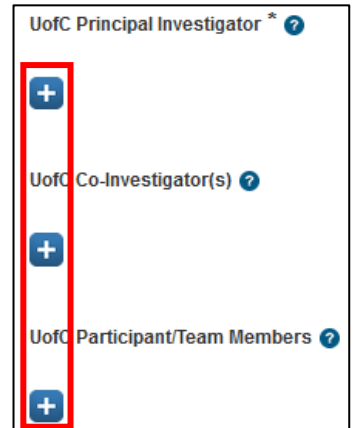 UofC Principal Investigator * ?
+
UofC Co-Investigator(s) ?
+
UofC Participant/Team Members ?
+